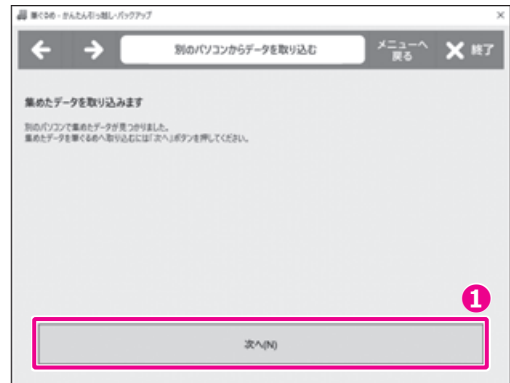 筆ぐるめ - かんたん引っ越し・バックアップ
別のパソコンからデータを取り込む
メニューへ
戻る
終了
集めたデータを取り込みます
別のパソコンで集めたデータが見つかりました。
集めたデータを筆ぐるめへ取り込むには「次へ」ボタンを押してください。
1
次へ(N)